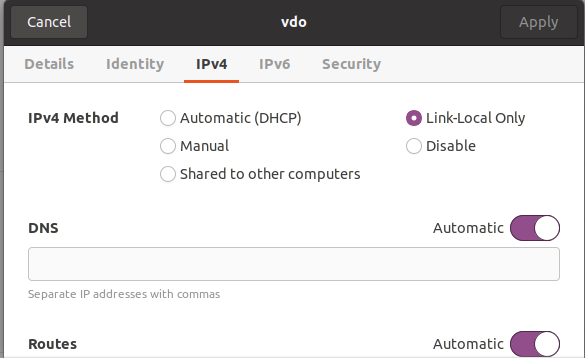 Cancel vdo Apply
Details Identity IPv4 IPv6 Security
IPv4 Method Automatic (DHCP) Link-Local Only
Manual Disable
Shared to other computers
DNS Automatic
Separate IP addresses with commas
Routes Automatic